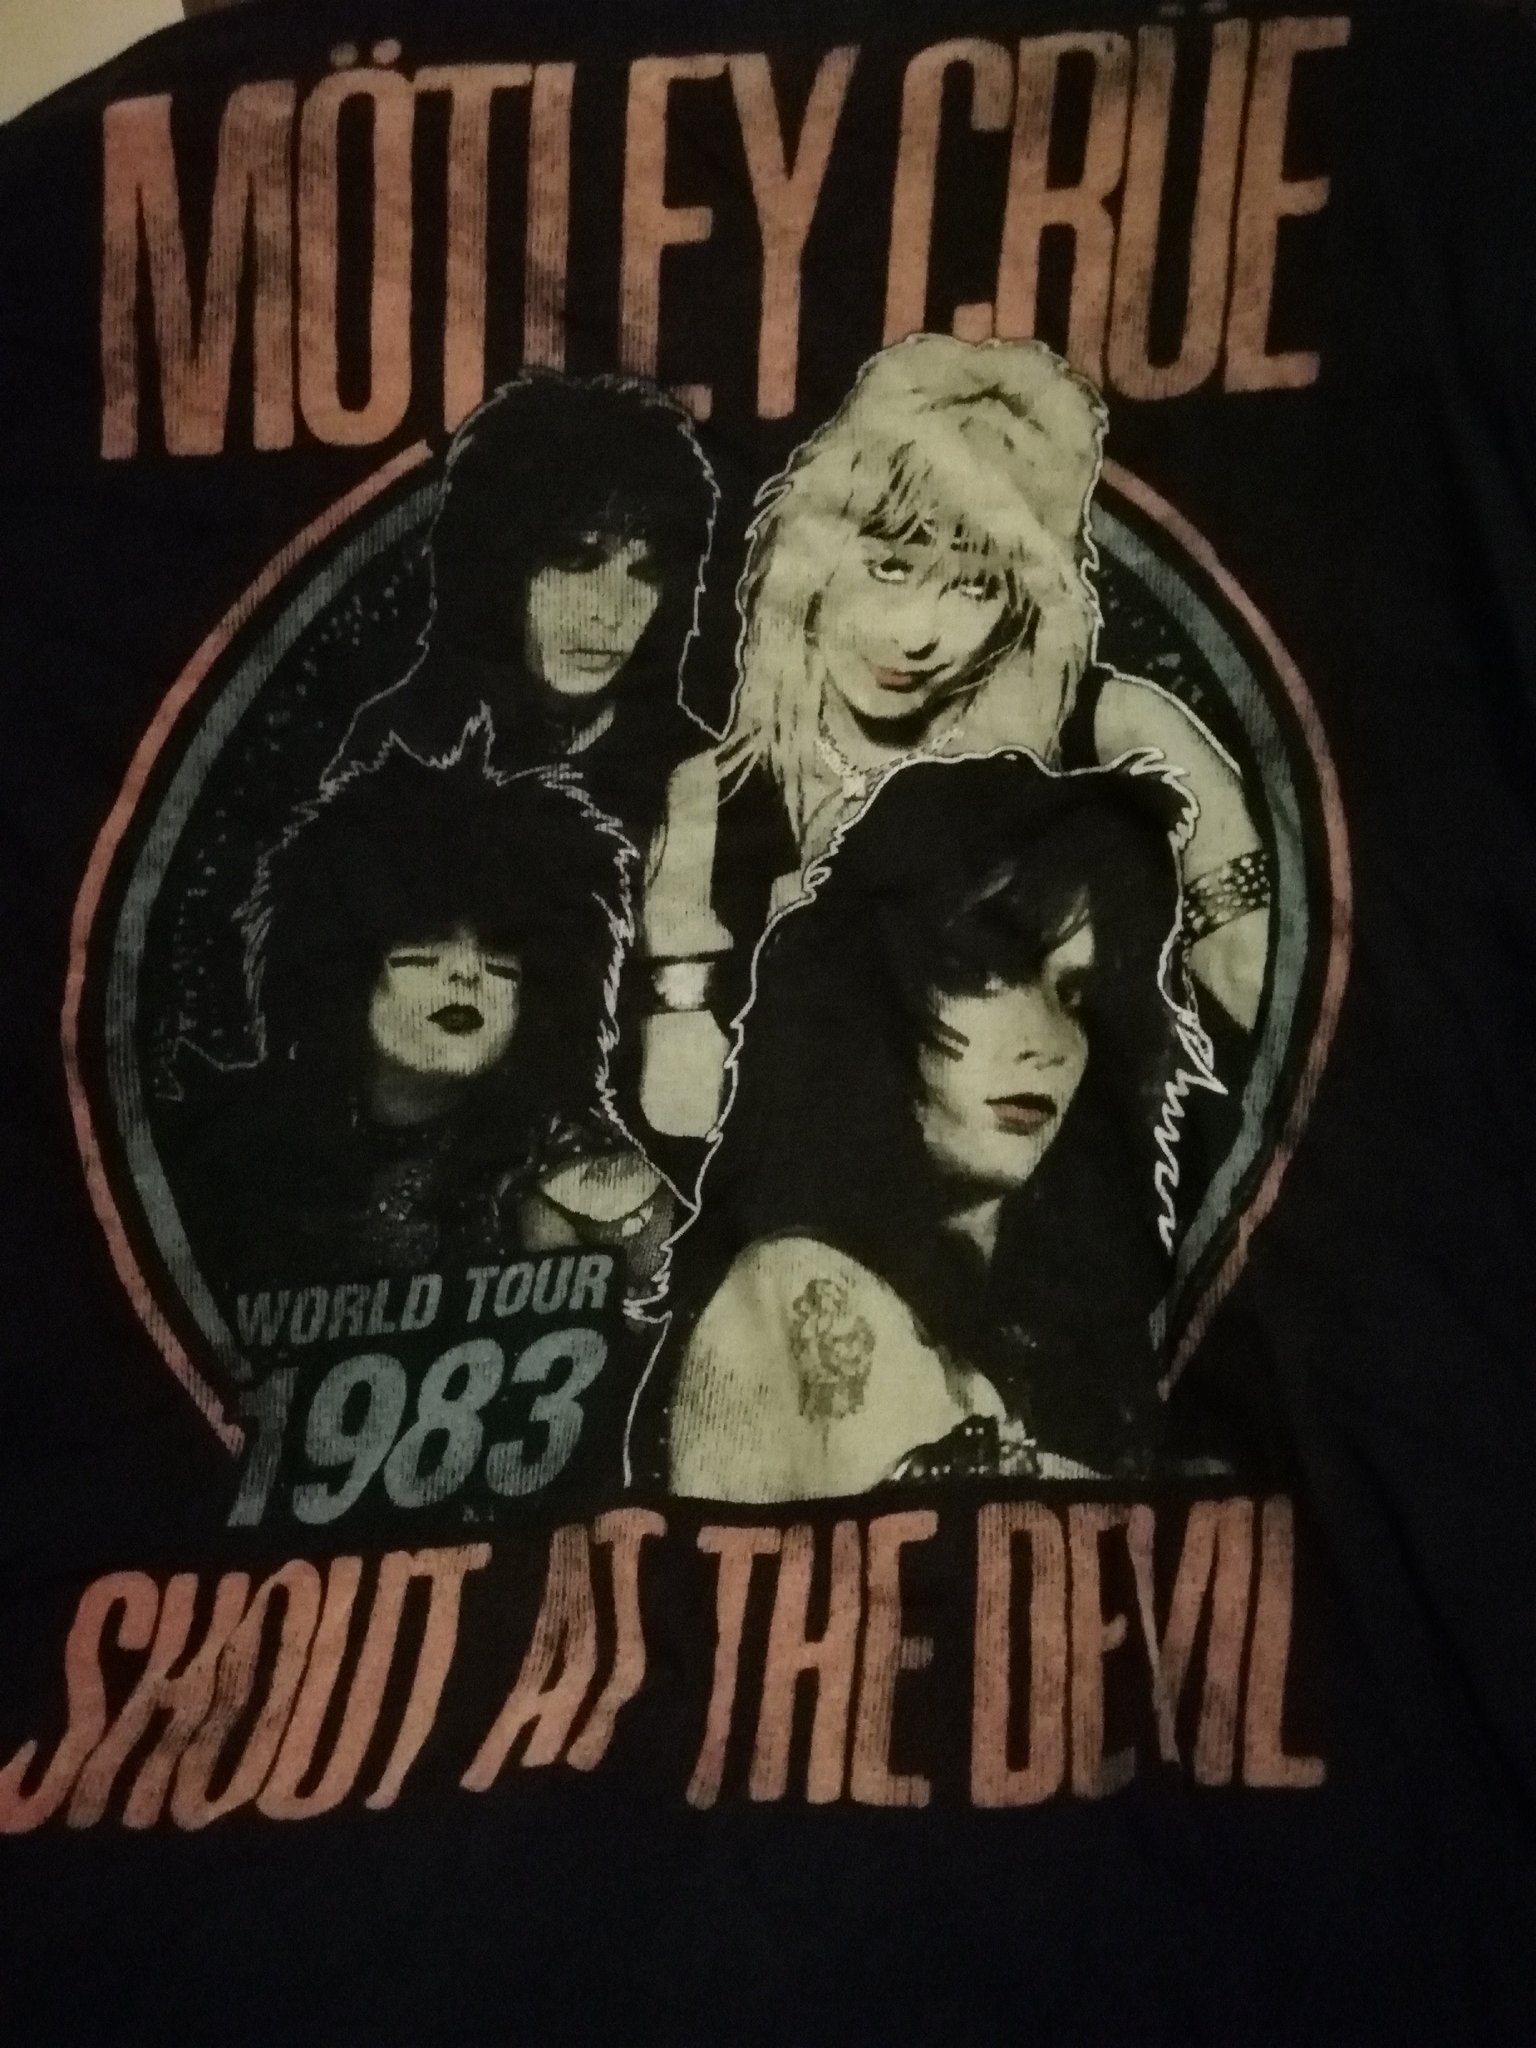 MÖTLEY CRÜE
WORLD TOUR
1983
SHOUT AT THE DEVIL